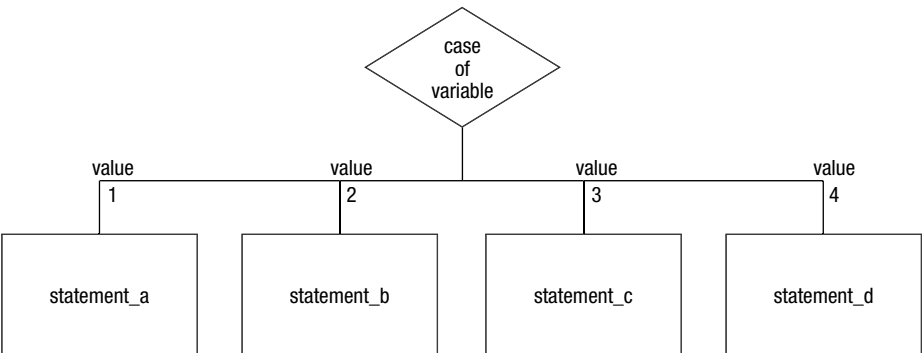 case
of
variable
value value value value
1 2 3 4
statement_a statement_b statement_c statement_d